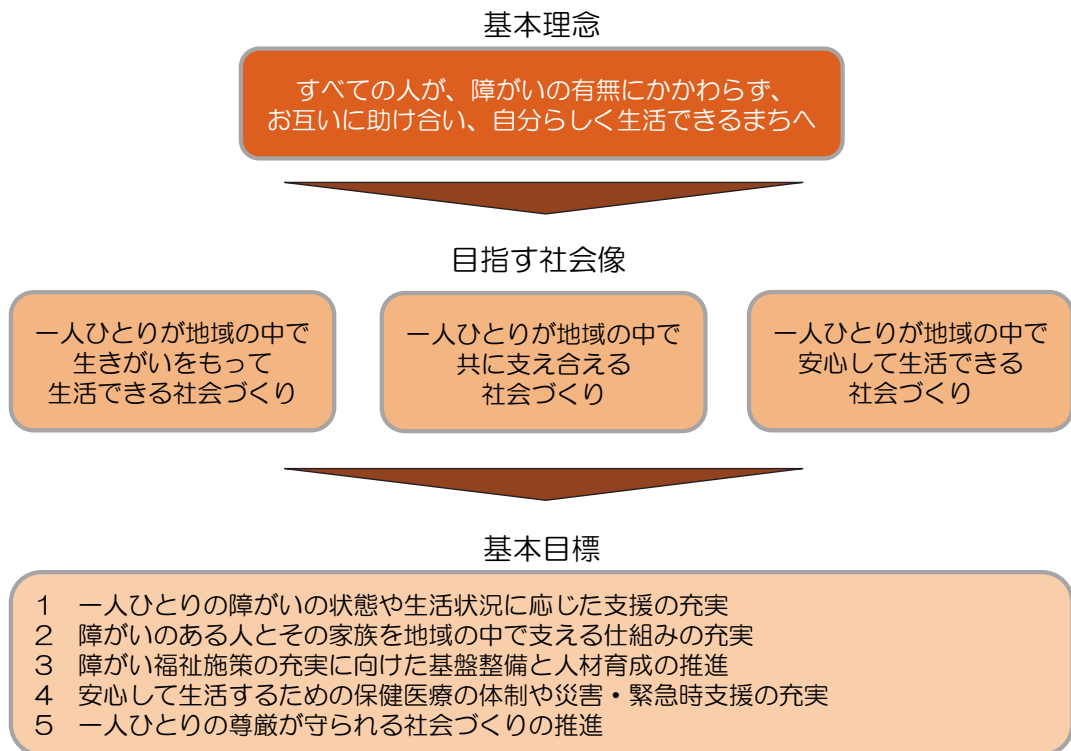 基本理念
すべての人が、障がいの有無にかかわらず、
お互いに助け合い、自分らしく生活できるまちへ
目指す社会像
一人ひとりが地域の中で
生きがいをもって
生活できる社会づくり
一人ひとりが地域の中で
共に支え合える
社会づくり
一人ひとりが地域の中で
安心して生活できる
社会づくり
基本目標
1 一人ひとりの障がいの状態や生活状況に応じた支援の充実
2 障がいのある人とその家族を地域の中で支える仕組みの充実
3 障がい福祉施策の充実に向けた基盤整備と人材育成の推進
4 安心して生活するための保健医療の体制や災害・緊急時支援の充実
5 一人ひとりの尊厳が守られる社会づくりの推進